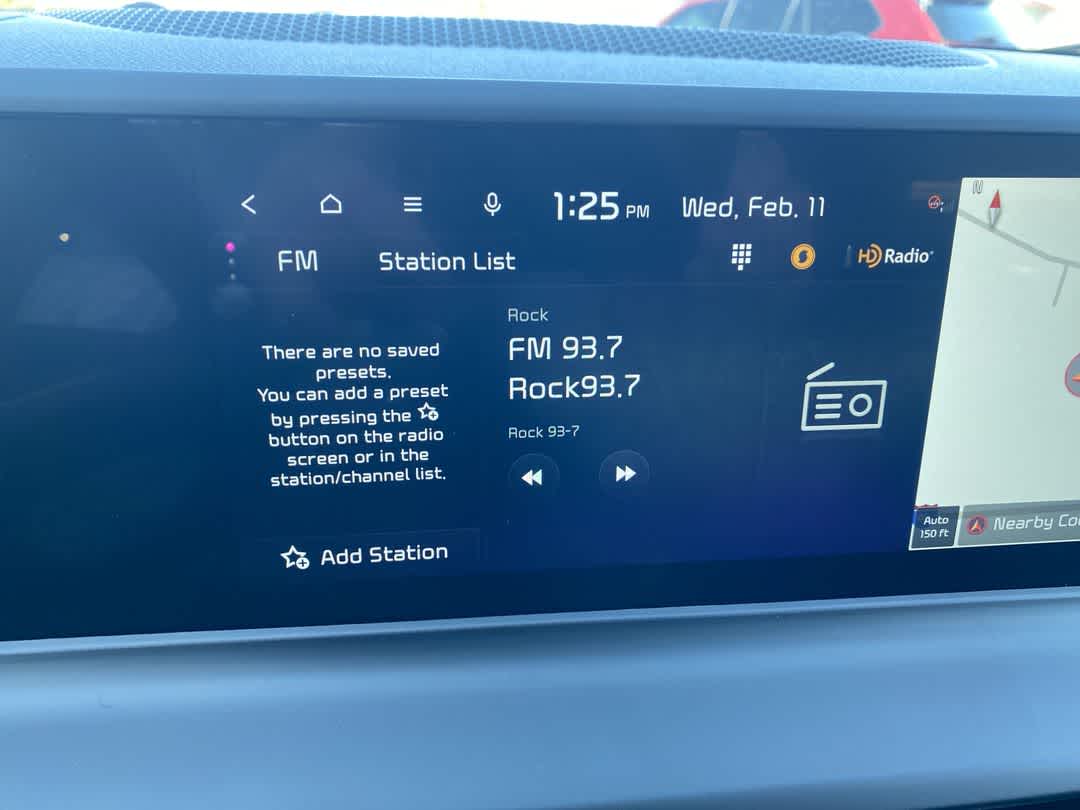 1:25 PM Wed, Feb. 11
FM Station List
HD Radio
N
Rock
FM 93.7
Rock93.7
Rock 93-7
There are no saved
presets.
You can add a preset
by pressing the
button on the radio
screen or in the
station/channel list.
Add Station
Auto
150 ft
Nearby